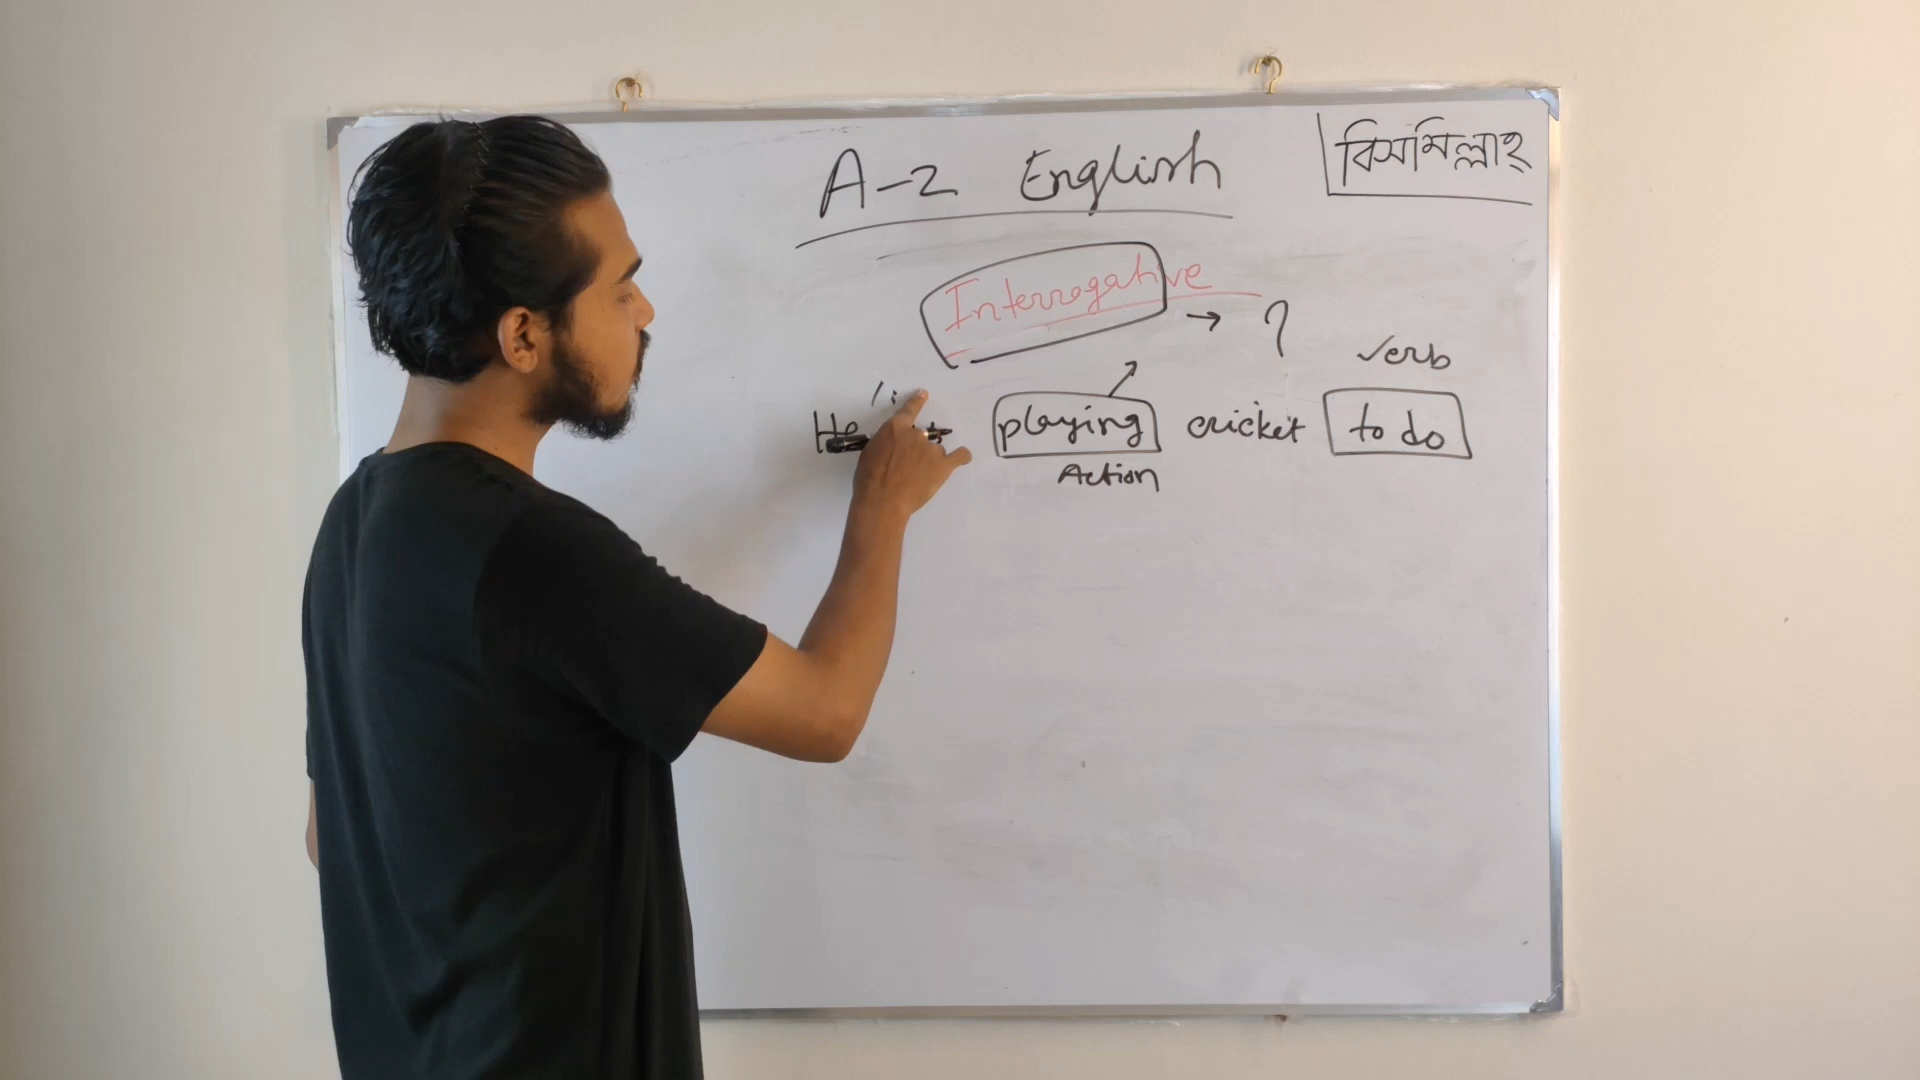 A-Z English
বিসমিল্লাহ
Interrogative
→ ?
verb
He playing cricket to do
Action